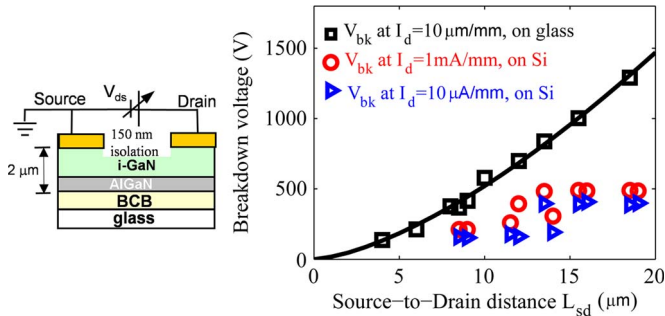 V_ds
Source
Drain
150 nm
isolation
2 μm
i-GaN
AlGaN
BCB
glass
Breakdown voltage (V)
1500
1000
500
0
V_bk at I_d=10 μm/mm, on glass
V_bk at I_d=1mA/mm, on Si
V_bk at I_d=10 μA/mm, on Si
0 5 10 15 20
Source−to−Drain distance L_sd (μm)